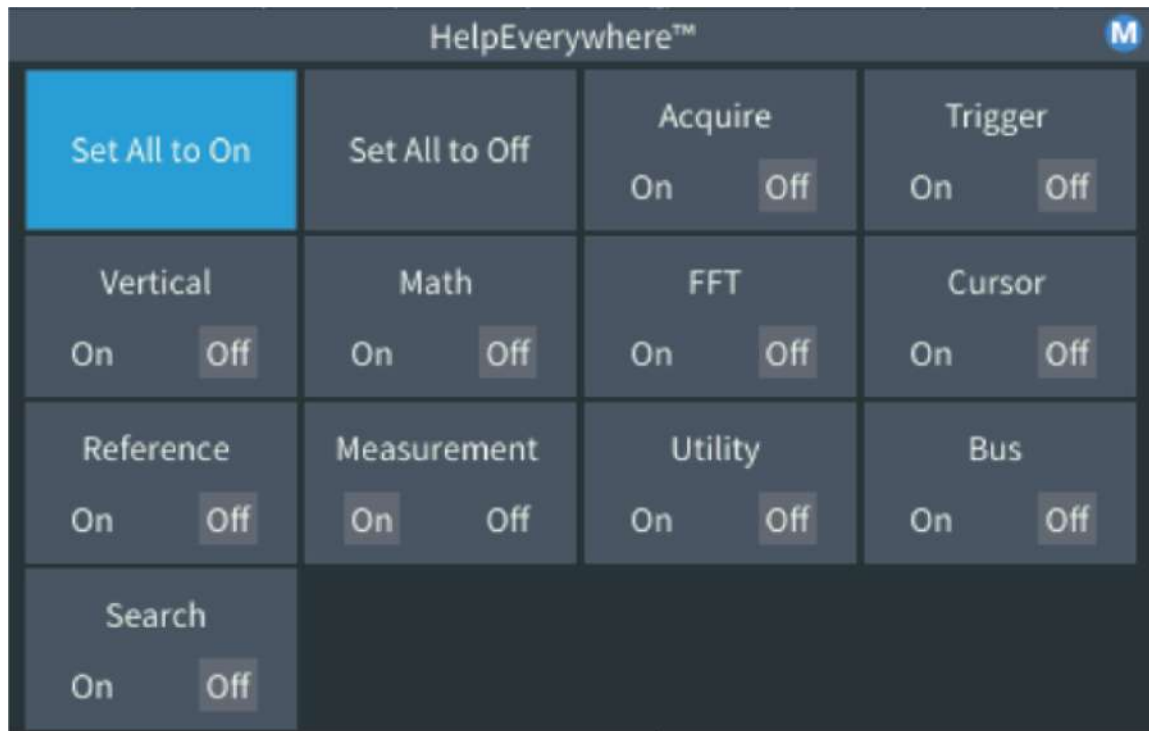 HelpEverywhere™ M
Set All to On
Set All to Off
Acquire
On Off
Trigger
On Off
Vertical
On Off
Math
On Off
FFT
On Off
Cursor
On Off
Reference
On Off
Measurement
On Off
Utility
On Off
Bus
On Off
Search
On Off